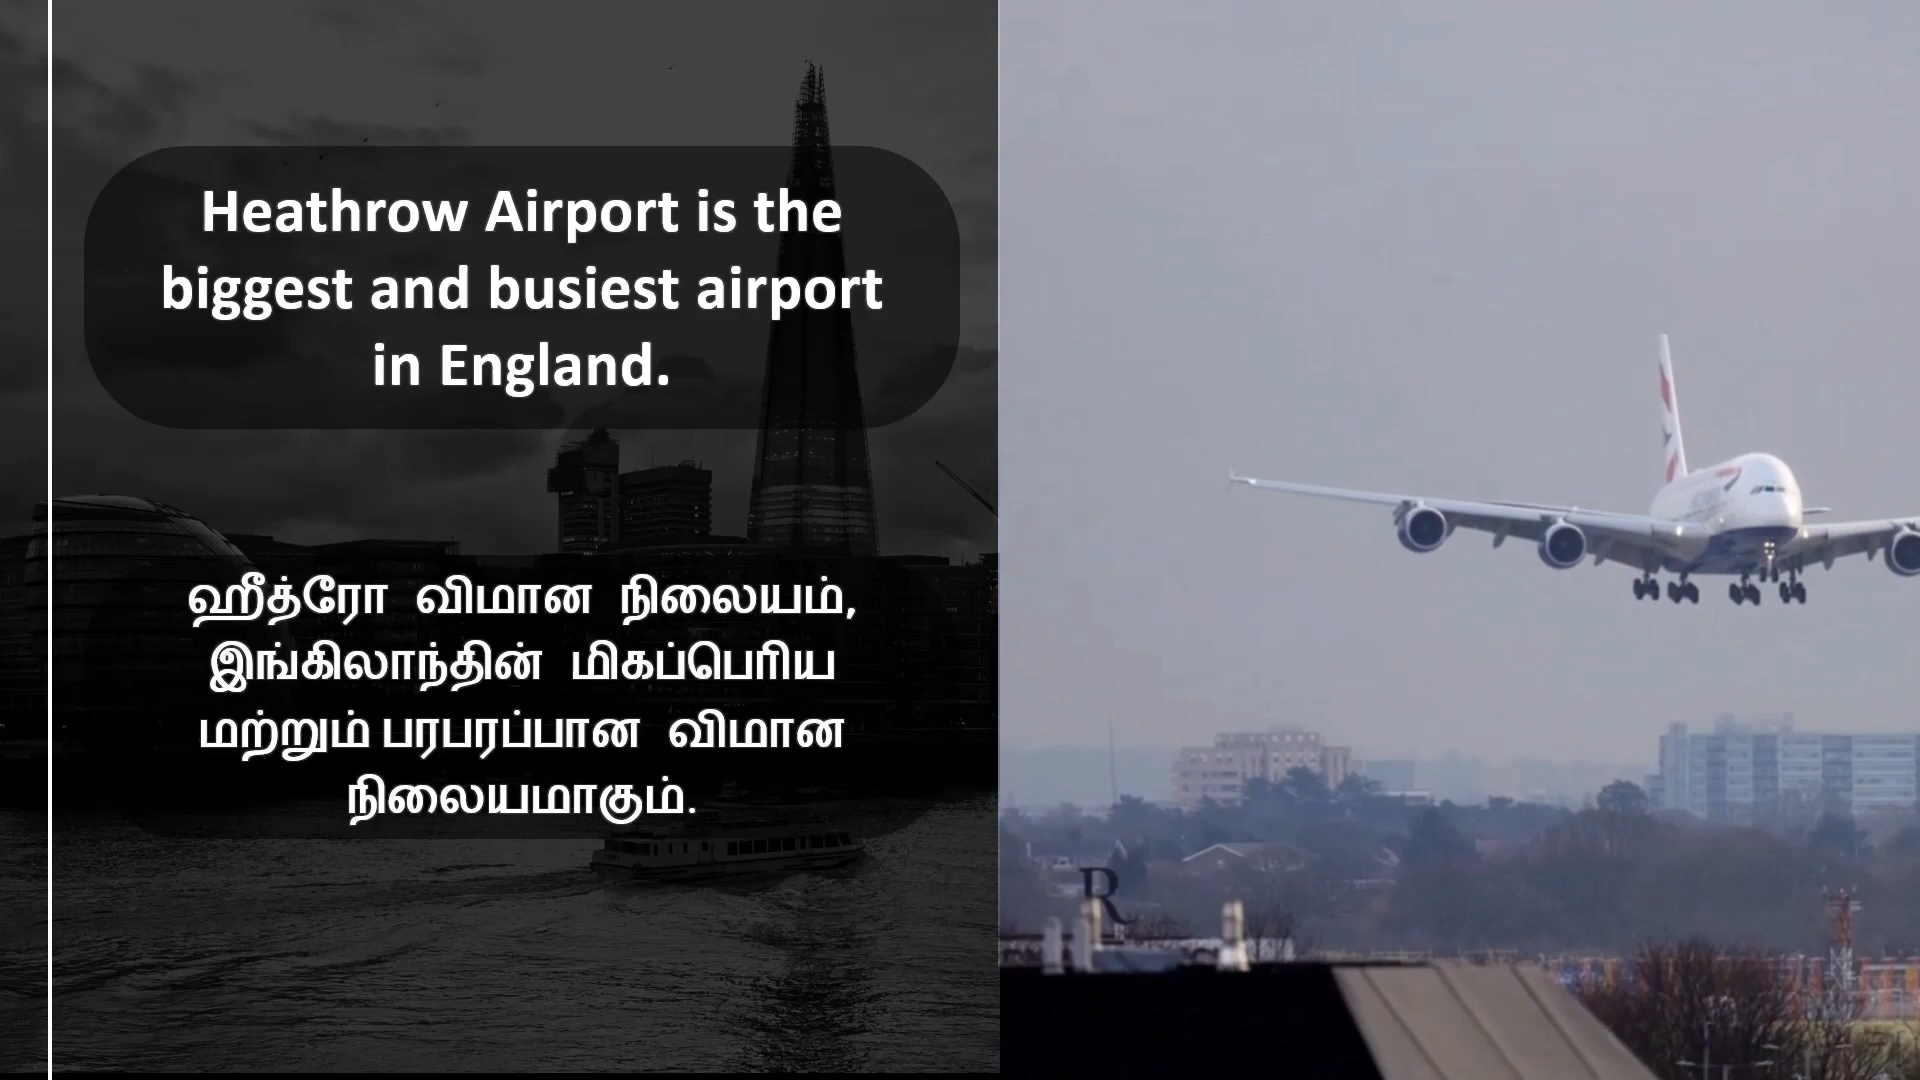 Heathrow Airport is the
biggest and busiest airport
in England.
ஹீத்ரோ விமான நிலையம்,
இங்கிலாந்தின் மிகப்பெரிய
மற்றும் பரபரப்பான விமான
நிலையமாகும்.
R